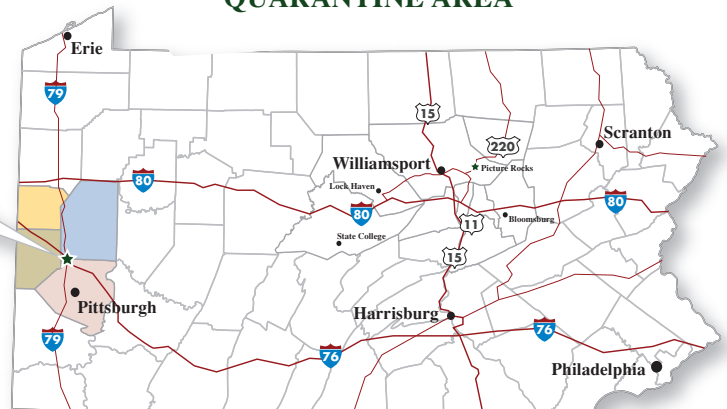 QUARANTINE AREA
Erie
79
15
220
Scranton
Williamsport
Picture Rocks
80
Lock Haven
80
80
11
Bloomsburg
State College
15
Pittsburgh
Harrisburg
79
76
76
Philadelphia